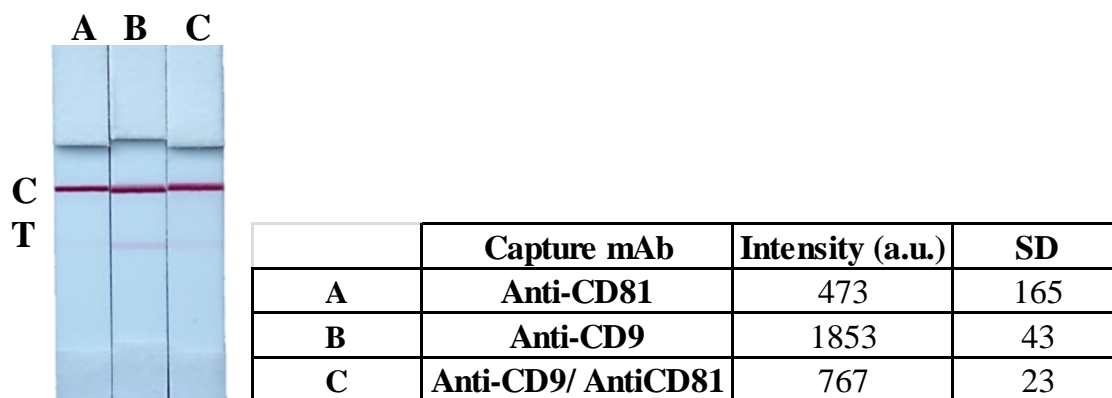 A B C
C
T
Capture mAb Intensity (a.u.) SD
A Anti-CD81 473 165
B Anti-CD9 1853 43
C Anti-CD9/ AntiCD81 767 23